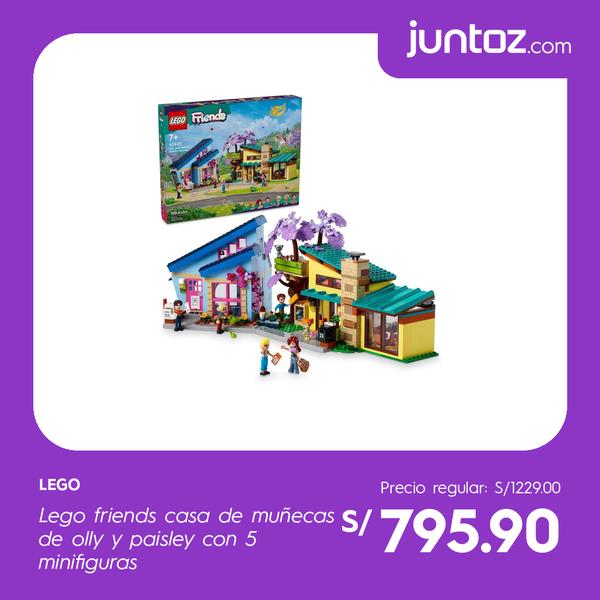 juntoz.com
LEGO Friends
7+
LEGO
Precio regular: S/1229.00
Lego friends casa de muñecas
de olly y paisley con 5
minifiguras
S/ 795.90